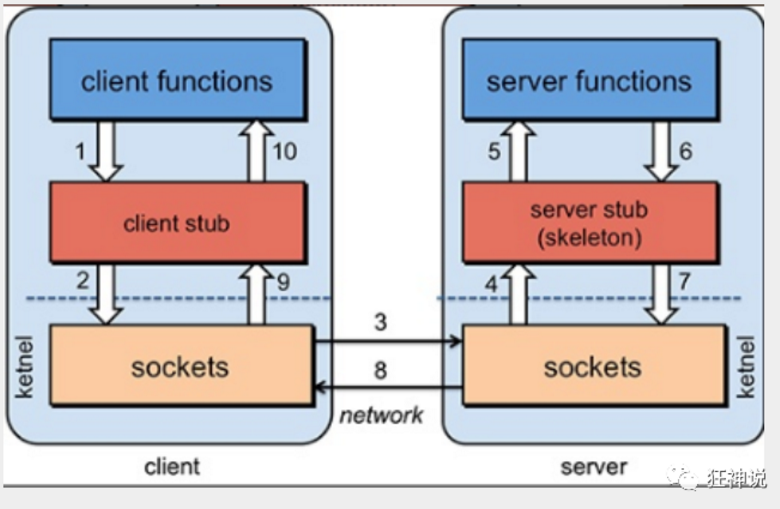 client functions
server functions
1
10
5
6
client stub
server stub
(skeleton)
2
9
4
7
ketnel
sockets
3
8
network
sockets
ketnel
client
server
狂神说